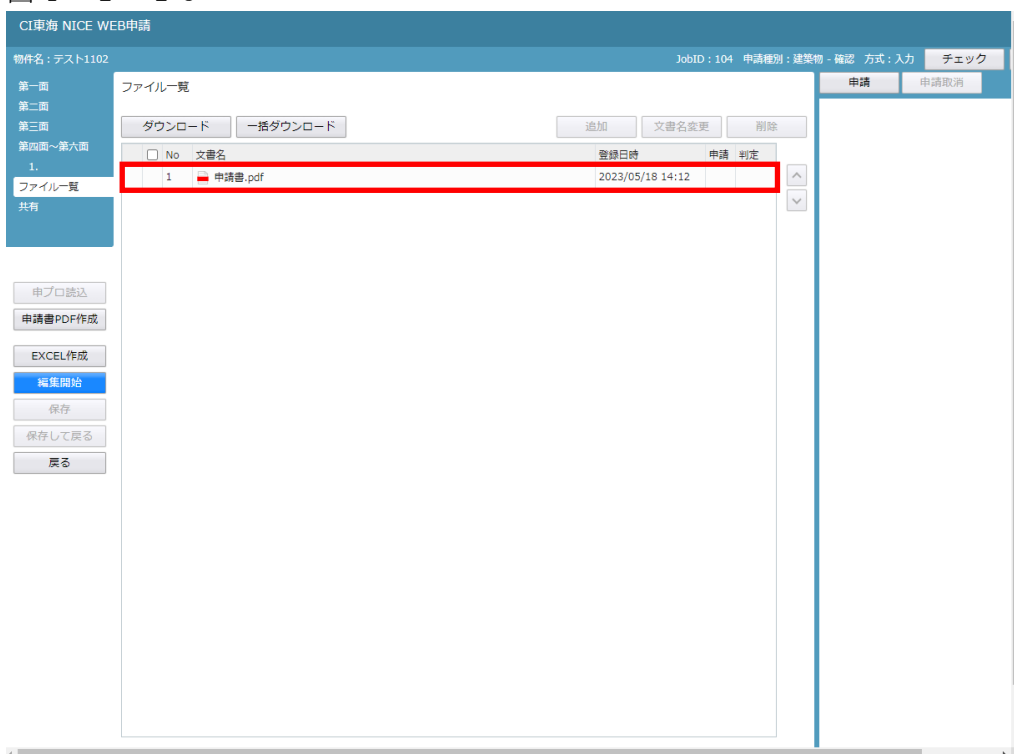 CI東海 NICE WEB申請
物件名：テスト1102
JobID：104 申請種別：建築物 - 確認 方式：入力 チェック
第一面
第二面
第三面
第四面～第六面
1.
ファイル一覧
共有
申プロ読込
申請書PDF作成
EXCEL作成
編集開始
保存
保存して戻る
戻る
ファイル一覧
ダウンロード 一括ダウンロード 追加 文書名変更 削除
No 文書名 登録日時 申請 判定
1 申請書.pdf 2023/05/18 14:12
申請 申請取消